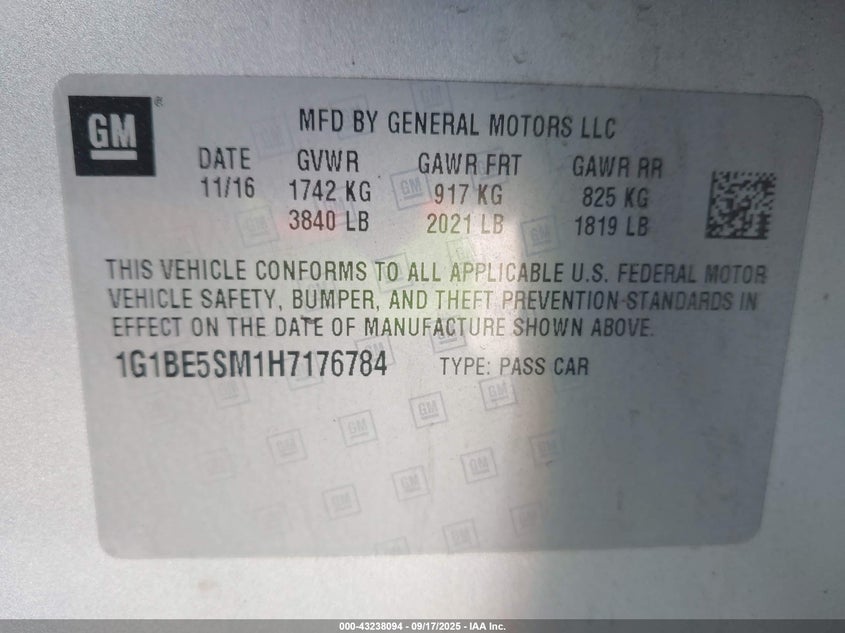 GM
MFD BY GENERAL MOTORS LLC
DATE GVWR GAWR FRT GAWR RR
11/16 1742 KG 917 KG 825 KG
3840 LB 2021 LB 1819 LB
THIS VEHICLE CONFORMS TO ALL APPLICABLE U.S. FEDERAL MOTOR
VEHICLE SAFETY, BUMPER, AND THEFT PREVENTION STANDARDS IN
EFFECT ON THE DATE OF MANUFACTURE SHOWN ABOVE.
1G1BE5SM1H7176784 TYPE: PASS CAR
000-43238094 - 09/17/2025 - IAA Inc.